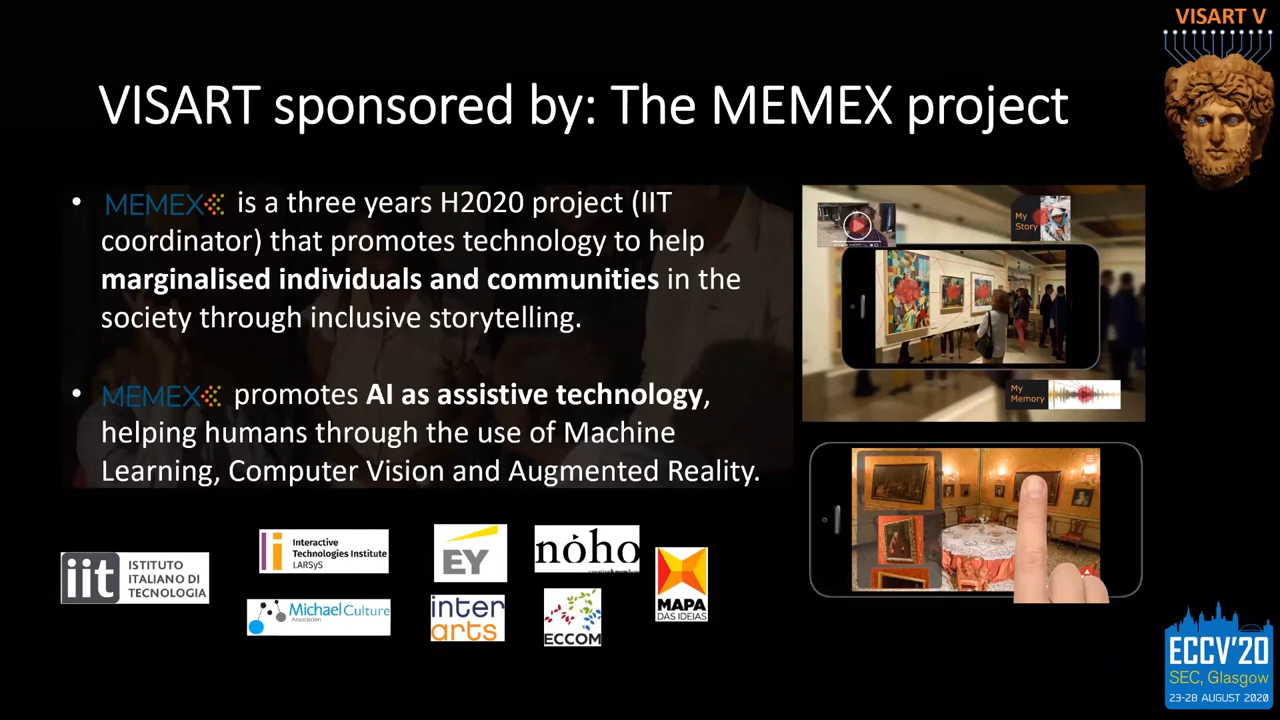 VISART V
VISART sponsored by: The MEMEX project
• MEMEX is a three years H2020 project (IIT
coordinator) that promotes technology to help
marginalised individuals and communities in the
society through inclusive storytelling.
• MEMEX promotes AI as assistive technology,
helping humans through the use of Machine
Learning, Computer Vision and Augmented Reality.
My
Story
My
Memory
iit ISTITUTO
ITALIANO DI
TECNOLOGIA
Interactive
Technologies Institute
LARSyS
EY
nóho
MAPA
DAS IDEIAS
Michael Culture
Association
inter
arts
ECCOM
ECCV'20
SEC, Glasgow
23-28 AUGUST 2020